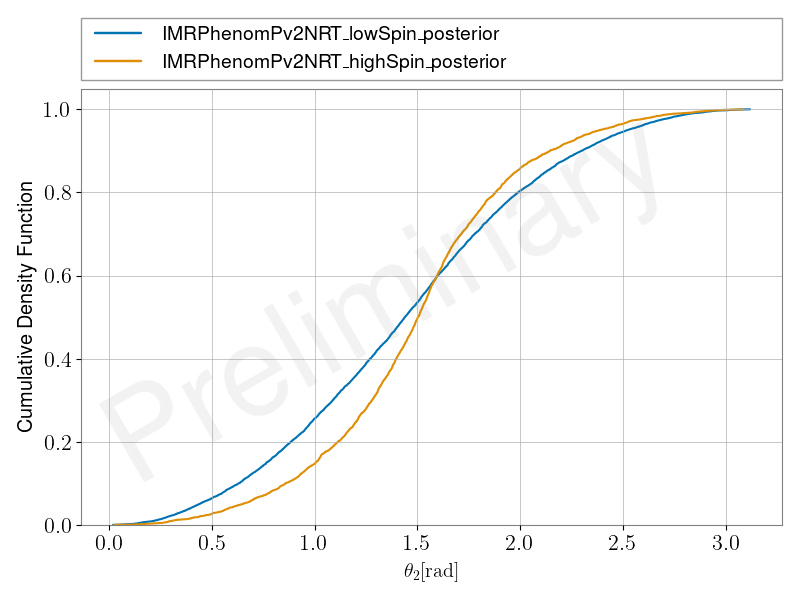 IMRPhenomPv2NRT_lowSpin_posterior
IMRPhenomPv2NRT_highSpin_posterior
1.0
0.8
0.6
0.4
0.2
0.0
Cumulative Density Function
Preliminary
0.0 0.5 1.0 1.5 2.0 2.5 3.0
θ₂[rad]